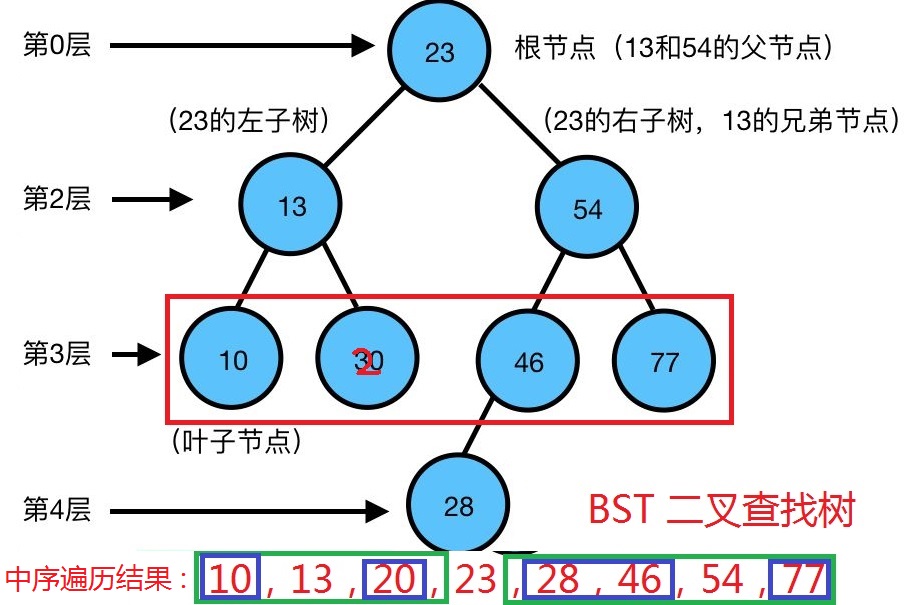 第0层
23
根节点（13和54的父节点）
（23的左子树）
（23的右子树，13的兄弟节点）
第2层
13
54
第3层
10
20
46
77
（叶子节点）
第4层
28
BST 二叉查找树
中序遍历结果：10 , 13 , 20 , 23 , 28 , 46 , 54 , 77